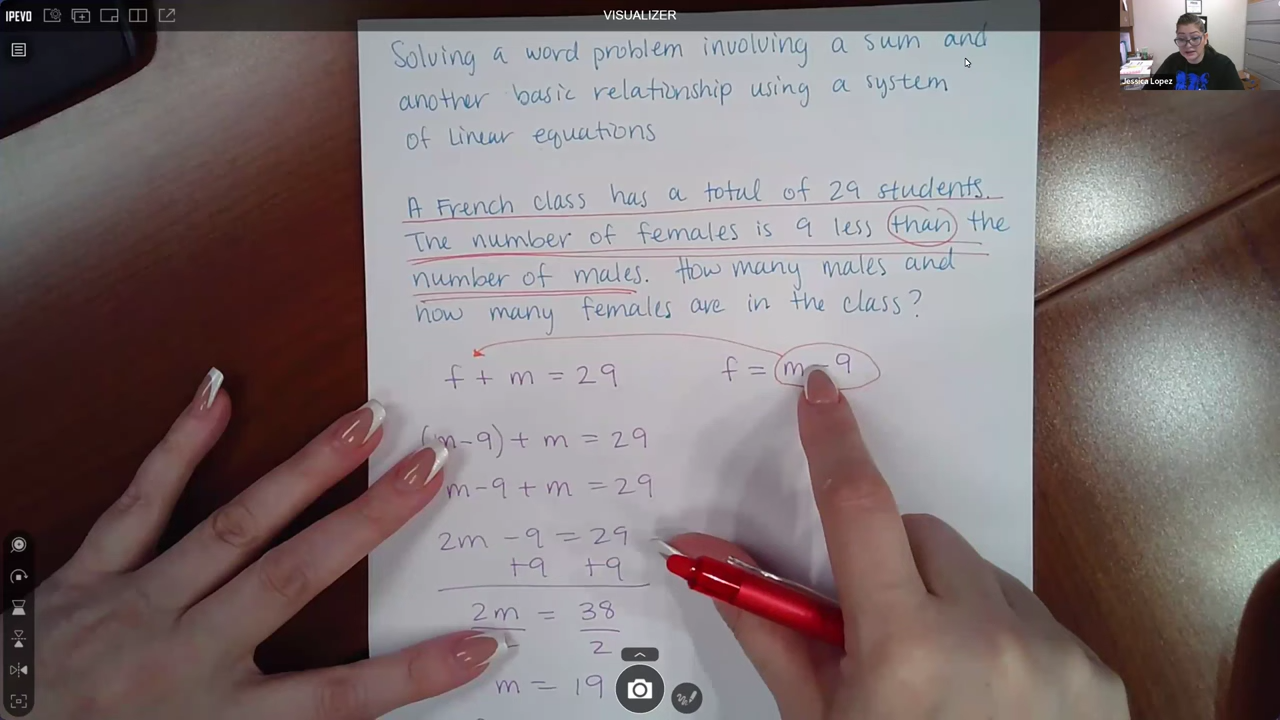 IPEVO
VISUALIZER
Jessica Lopez
Solving a word problem involving a sum and
another basic relationship using a system
of linear equations
A French class has a total of 29 students.
The number of females is 9 less than the
number of males. How many males and
how many females are in the class?
f + m = 29
f = m - 9
(m-9) + m = 29
m-9 + m = 29
2m - 9 = 29
+9 +9
2m = 38
2
m = 19